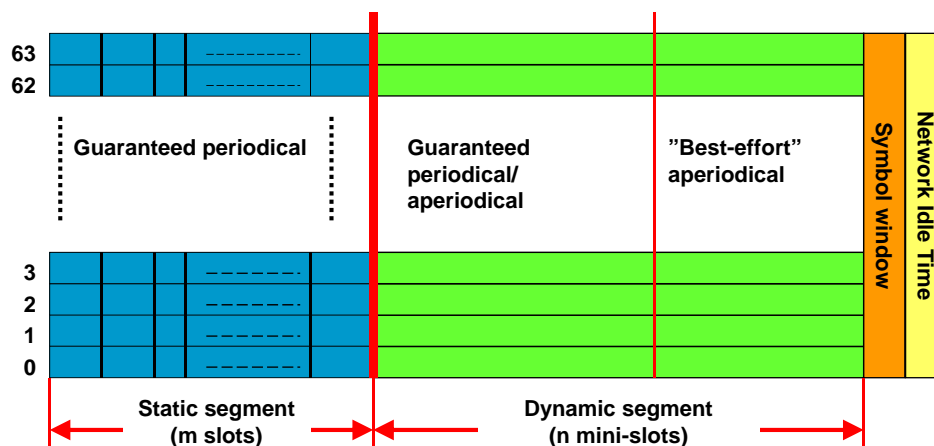 63
62
Guaranteed periodical
Guaranteed
periodical/
aperiodical
”Best-effort”
aperiodical
Symbol window
Network Idle Time
3
2
1
0
Static segment
(m slots)
Dynamic segment
(n mini-slots)